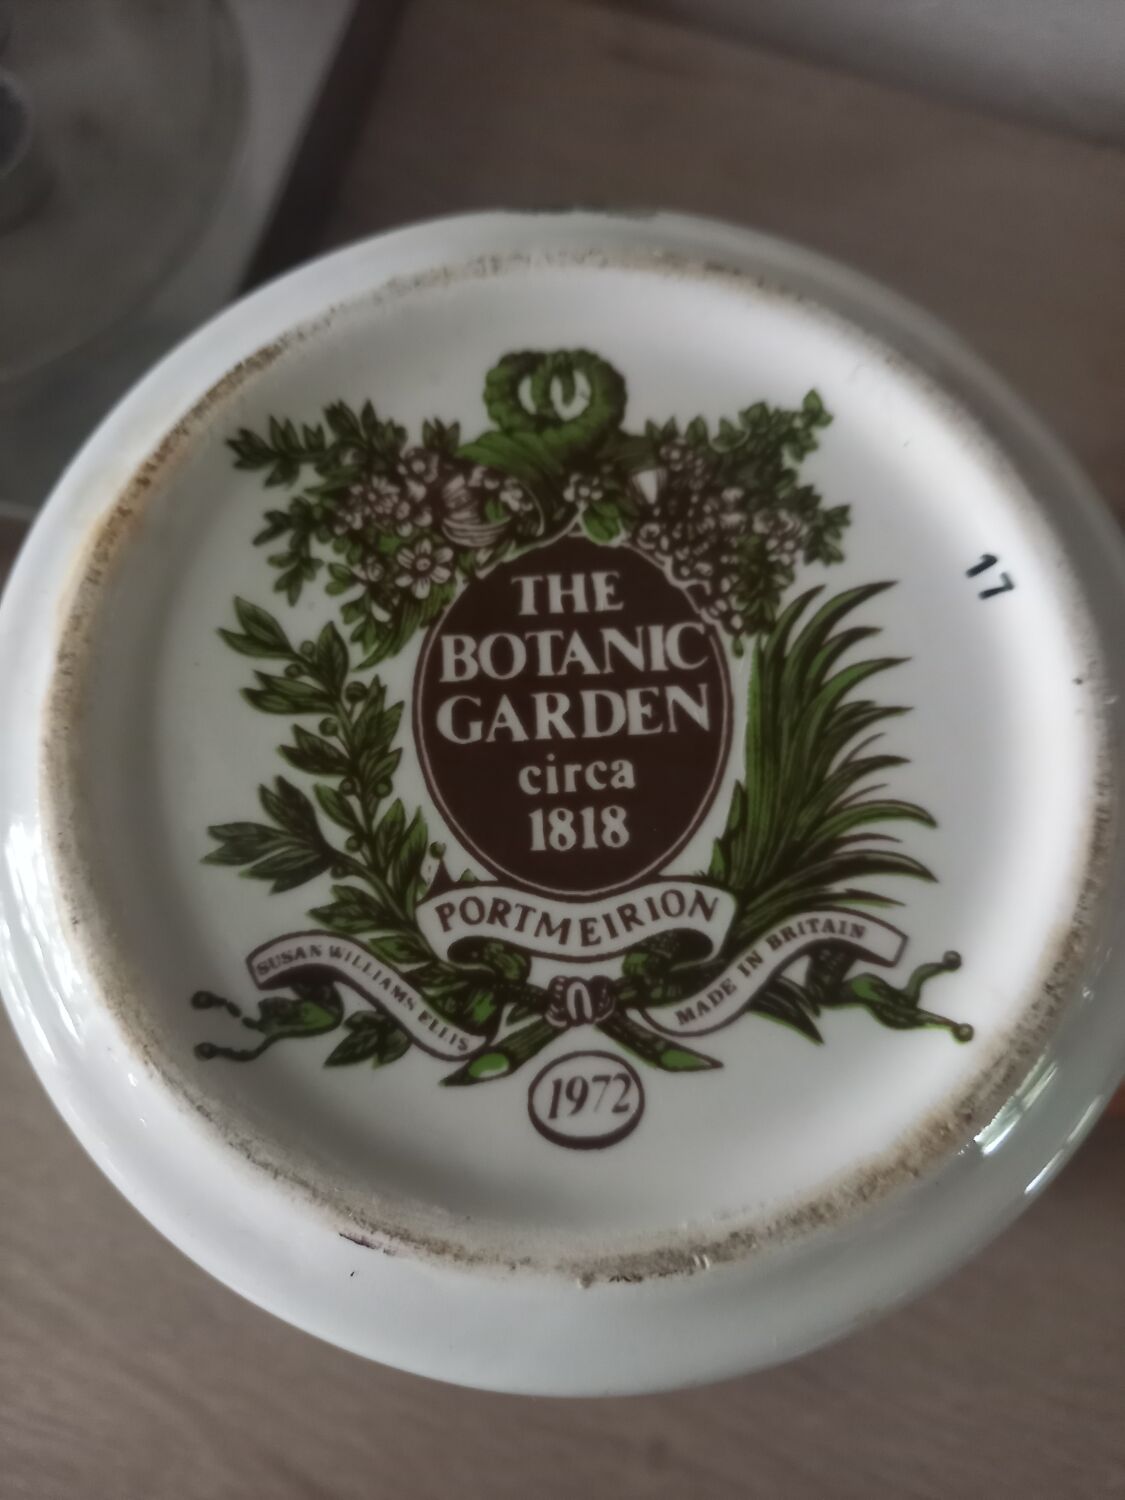 THE
BOTANIC
GARDEN
circa
1818
PORTMEIRION
SUSAN WILLIAMS ELLIS
MADE IN BRITAIN
1972
17